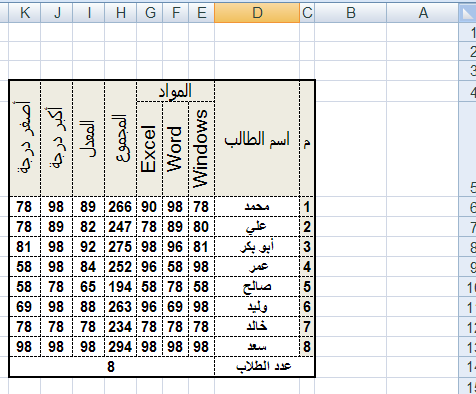 K J I H G F E D C B A
1
2
3
4 المواد
5 م اسم الطالب Windows Word Excel المجموع المعدل أكبر درجة أصغر درجة
6 1 محمد 78 98 90 266 89 98 78
7 2 علي 80 89 78 247 82 89 78
8 3 أبو بكر 81 96 98 275 92 98 81
9 4 عمر 98 58 96 252 84 98 58
10 5 صالح 58 78 58 194 65 78 58
11 6 وليد 98 69 96 263 88 98 69
12 7 خالد 78 78 78 234 78 78 78
13 8 سعد 98 98 98 294 98 98 98
14 عدد الطلاب 8
15